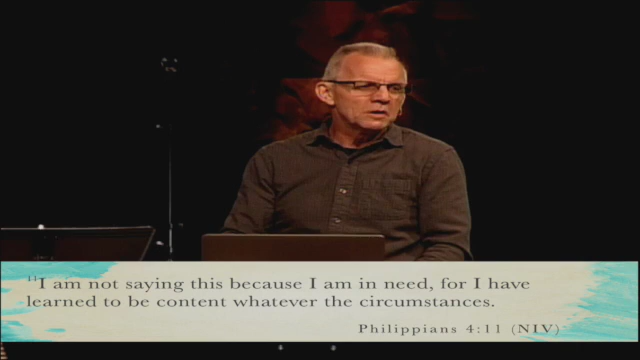 11I am not saying this because I am in need, for I have
learned to be content whatever the circumstances.
Philippians 4:11 (NIV)